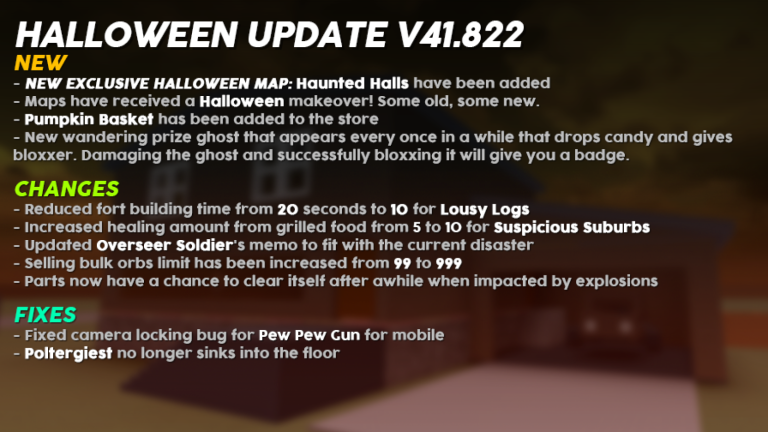 HALLOWEEN UPDATE V41.822
NEW
- NEW EXCLUSIVE HALLOWEEN MAP: Haunted Halls have been added
- Maps have received a Halloween makeover! Some old, some new.
- Pumpkin Basket has been added to the store
- New wandering prize ghost that appears every once in a while that drops candy and gives
bloxxer. Damaging the ghost and successfully bloxxing it will give you a badge.
CHANGES
- Reduced fort building time from 20 seconds to 10 for Lousy Logs
- Increased healing amount from grilled food from 5 to 10 for Suspicious Suburbs
- Updated Overseer Soldier's memo to fit with the current disaster
- Selling bulk orbs limit has been increased from 99 to 999
- Parts now have a chance to clear itself after awhile when impacted by explosions
FIXES
- Fixed camera locking bug for Pew Pew Gun for mobile
- Poltergiest no longer sinks into the floor